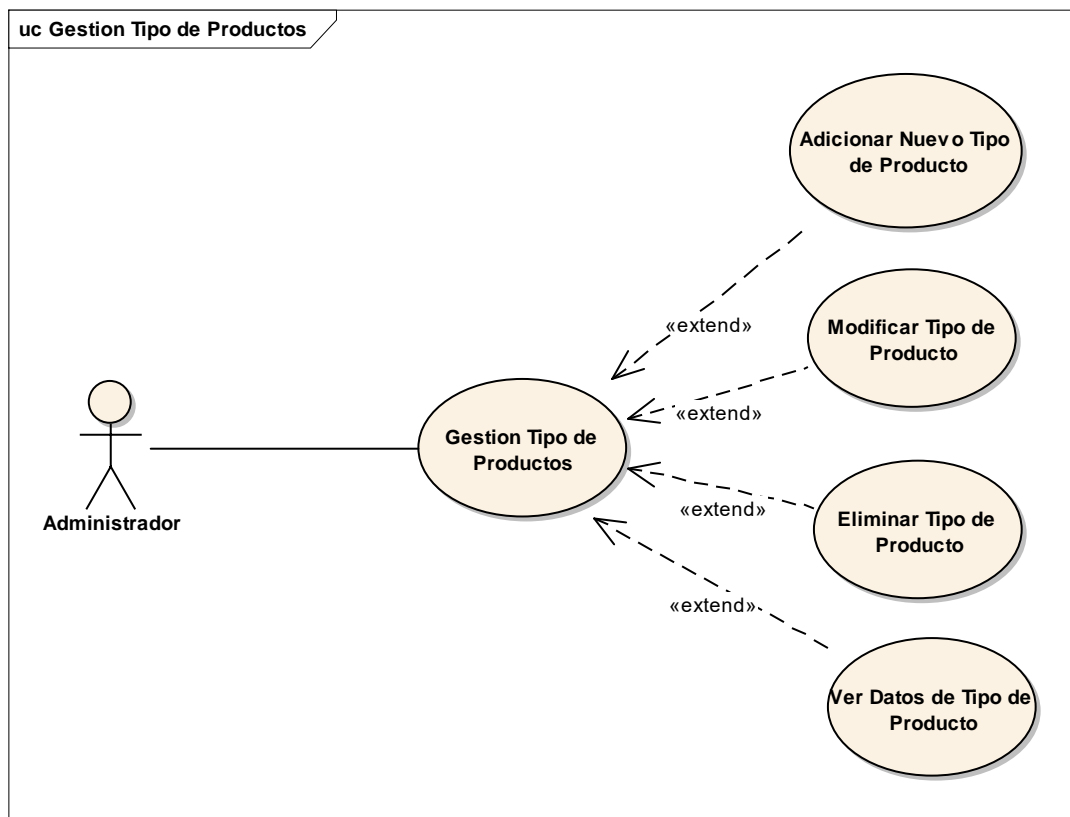 uc Gestion Tipo de Productos
Adicionar Nuevo Tipo
de Producto
«extend»
Modificar Tipo de
Producto
«extend»
Gestion Tipo de
Productos
Administrador
«extend»
Eliminar Tipo de
Producto
«extend»
Ver Datos de Tipo de
Producto